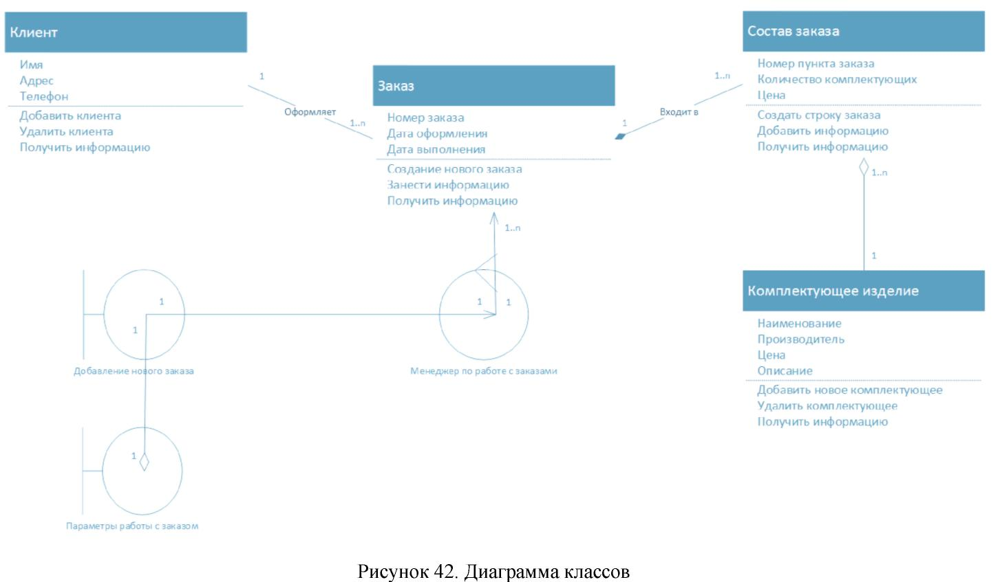 Клиент
Имя
Адрес
Телефон
Добавить клиента
Удалить клиента
Получить информацию
1
Оформляет
1..n
Заказ
Номер заказа
Дата оформления
Дата выполнения
Создание нового заказа
Занести информацию
Получить информацию
1
Входит в
1..n
Состав заказа
Номер пункта заказа
Количество комплектующих
Цена
Создать строку заказа
Добавить информацию
Получить информацию
1..n
1
Комплектующее изделие
Наименование
Производитель
Цена
Описание
Добавить новое комплектующее
Удалить комплектующее
Получить информацию
1..n
1
1
1
1
Добавление нового заказа
Менеджер по работе с заказами
1
Параметры работы с заказом
Рисунок 42. Диаграмма классов